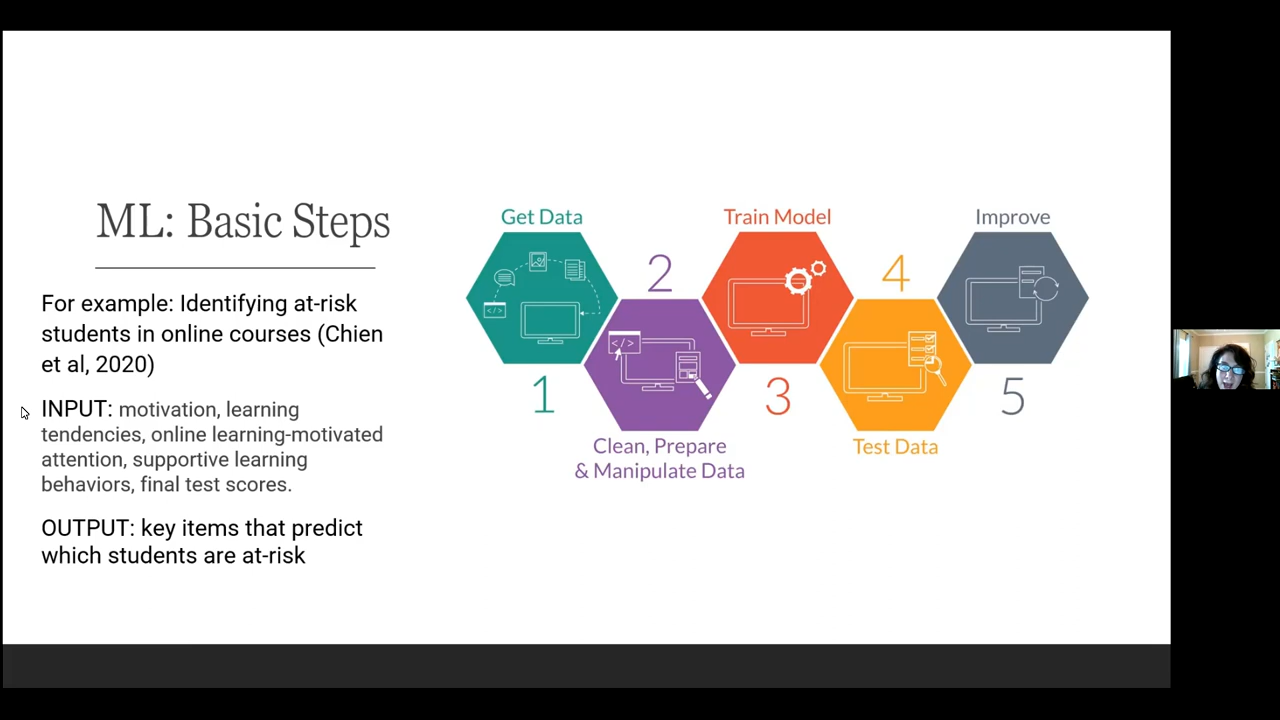 ML: Basic Steps
For example: Identifying at-risk
students in online courses (Chien
et al, 2020)
INPUT: motivation, learning
tendencies, online learning-motivated
attention, supportive learning
behaviors, final test scores.
OUTPUT: key items that predict
which students are at-risk
Get Data
</>
1
2
</>
Clean, Prepare
& Manipulate Data
Train Model
3
4
Test Data
Improve
5